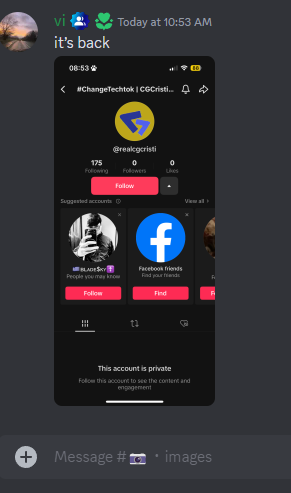 vi Today at 10:53 AM
it's back
08:53
#ChangeTechtok | CGCristi...
@realcgcristi
175 0 0
Following Followers Likes
Follow
Suggested accounts View all >
BLADE$KY Facebook friends
People you may know Find your friends
Follow Find
This account is private
Follow this account to see the content and
engagement
Message # • images